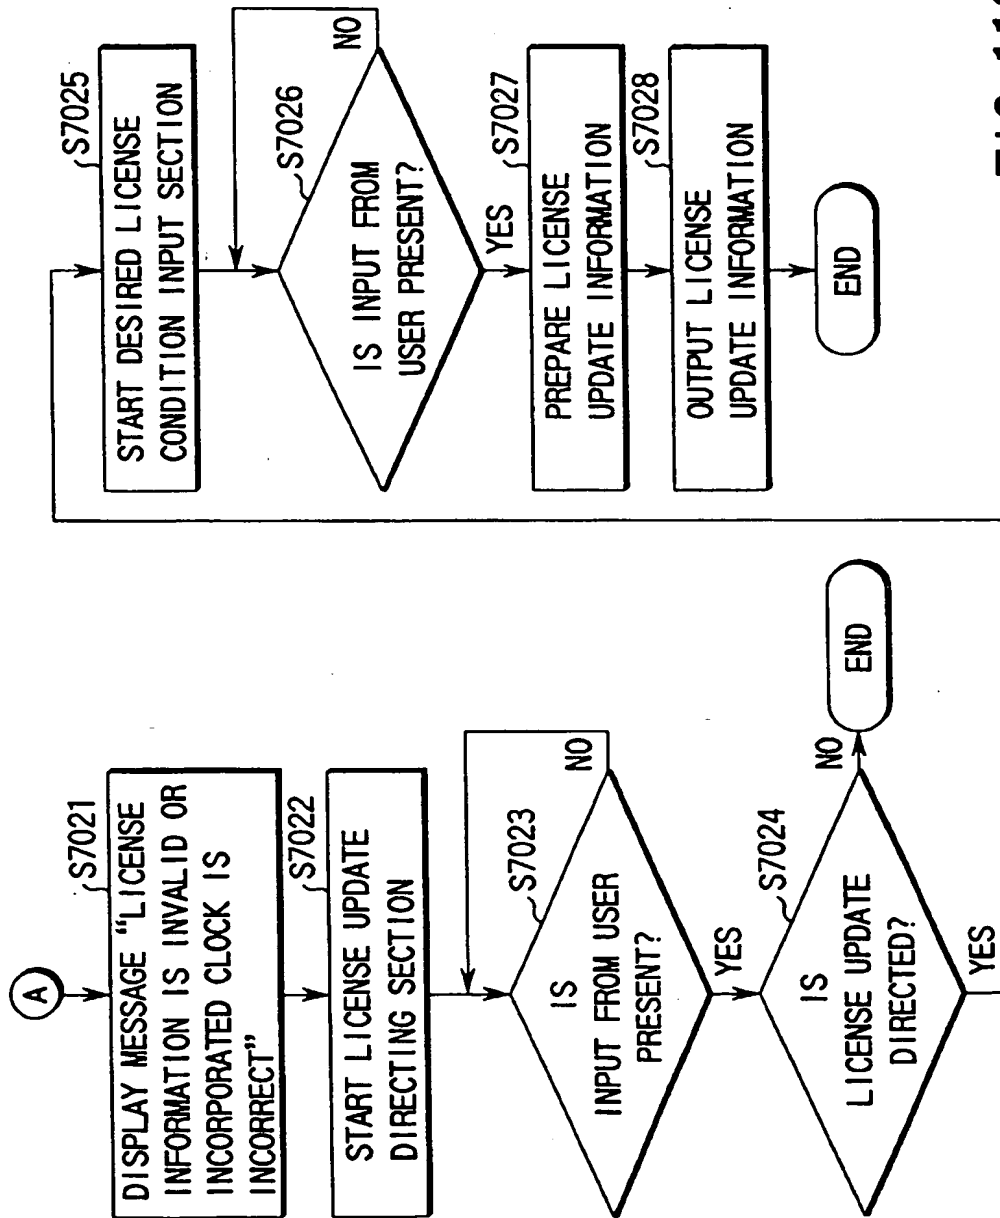 A
S7021
DISPLAY MESSAGE "LICENSE
INFORMATION IS INVALID OR
INCORPORATED CLOCK IS
INCORRECT"
S7022
START LICENSE UPDATE
DIRECTING SECTION
S7023
IS
INPUT FROM USER
PRESENT?
NO
YES
S7024
IS
LICENSE UPDATE
DIRECTED?
NO
END
YES
S7025
START DESIRED LICENSE
CONDITION INPUT SECTION
S7026
IS INPUT FROM
USER PRESENT?
NO
YES
S7027
PREPARE LICENSE
UPDATE INFORMATION
S7028
OUTPUT LICENSE
UPDATE INFORMATION
END